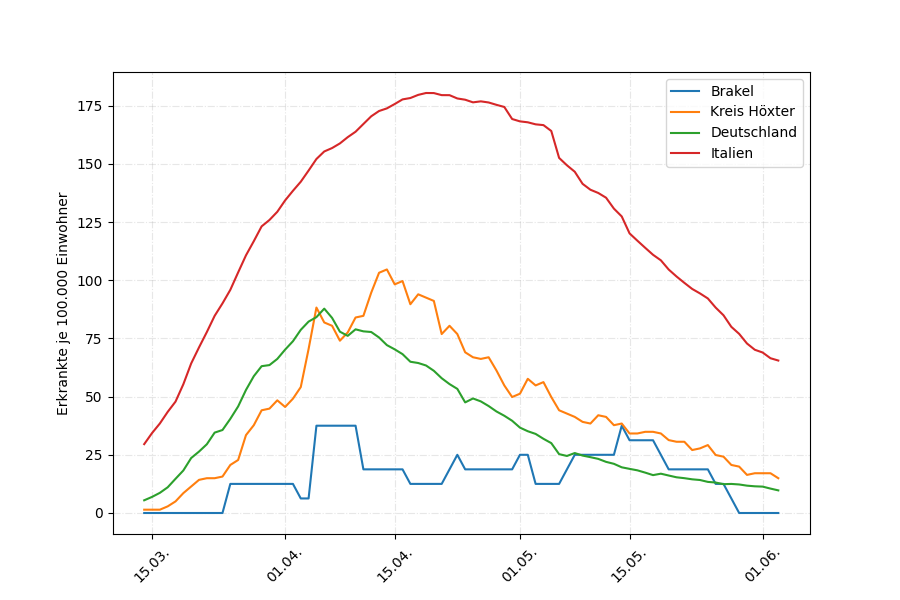 Erkrankte je 100.000 Einwohner
175
150
125
100
75
50
25
0
Brakel
Kreis Höxter
Deutschland
Italien
15.03.
01.04.
15.04.
01.05.
15.05.
01.06.